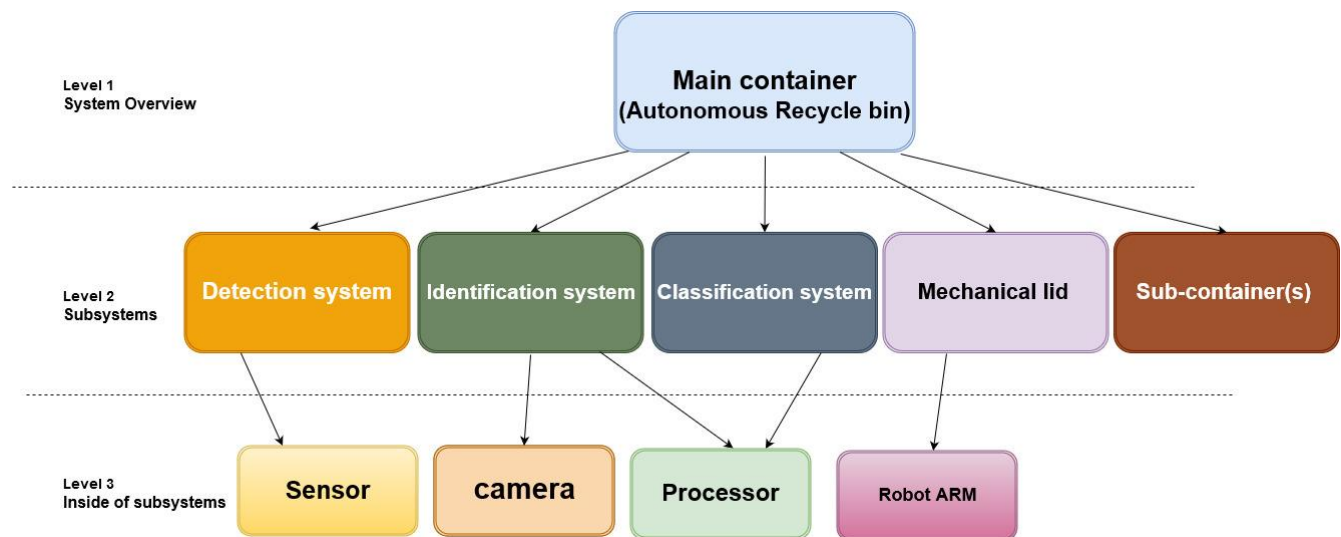 Level 1
System Overview
Main container
(Autonomous Recycle bin)
Level 2
Subsystems
Detection system
Identification system
Classification system
Mechanical lid
Sub-container(s)
Level 3
Inside of subsystems
Sensor
camera
Processor
Robot ARM